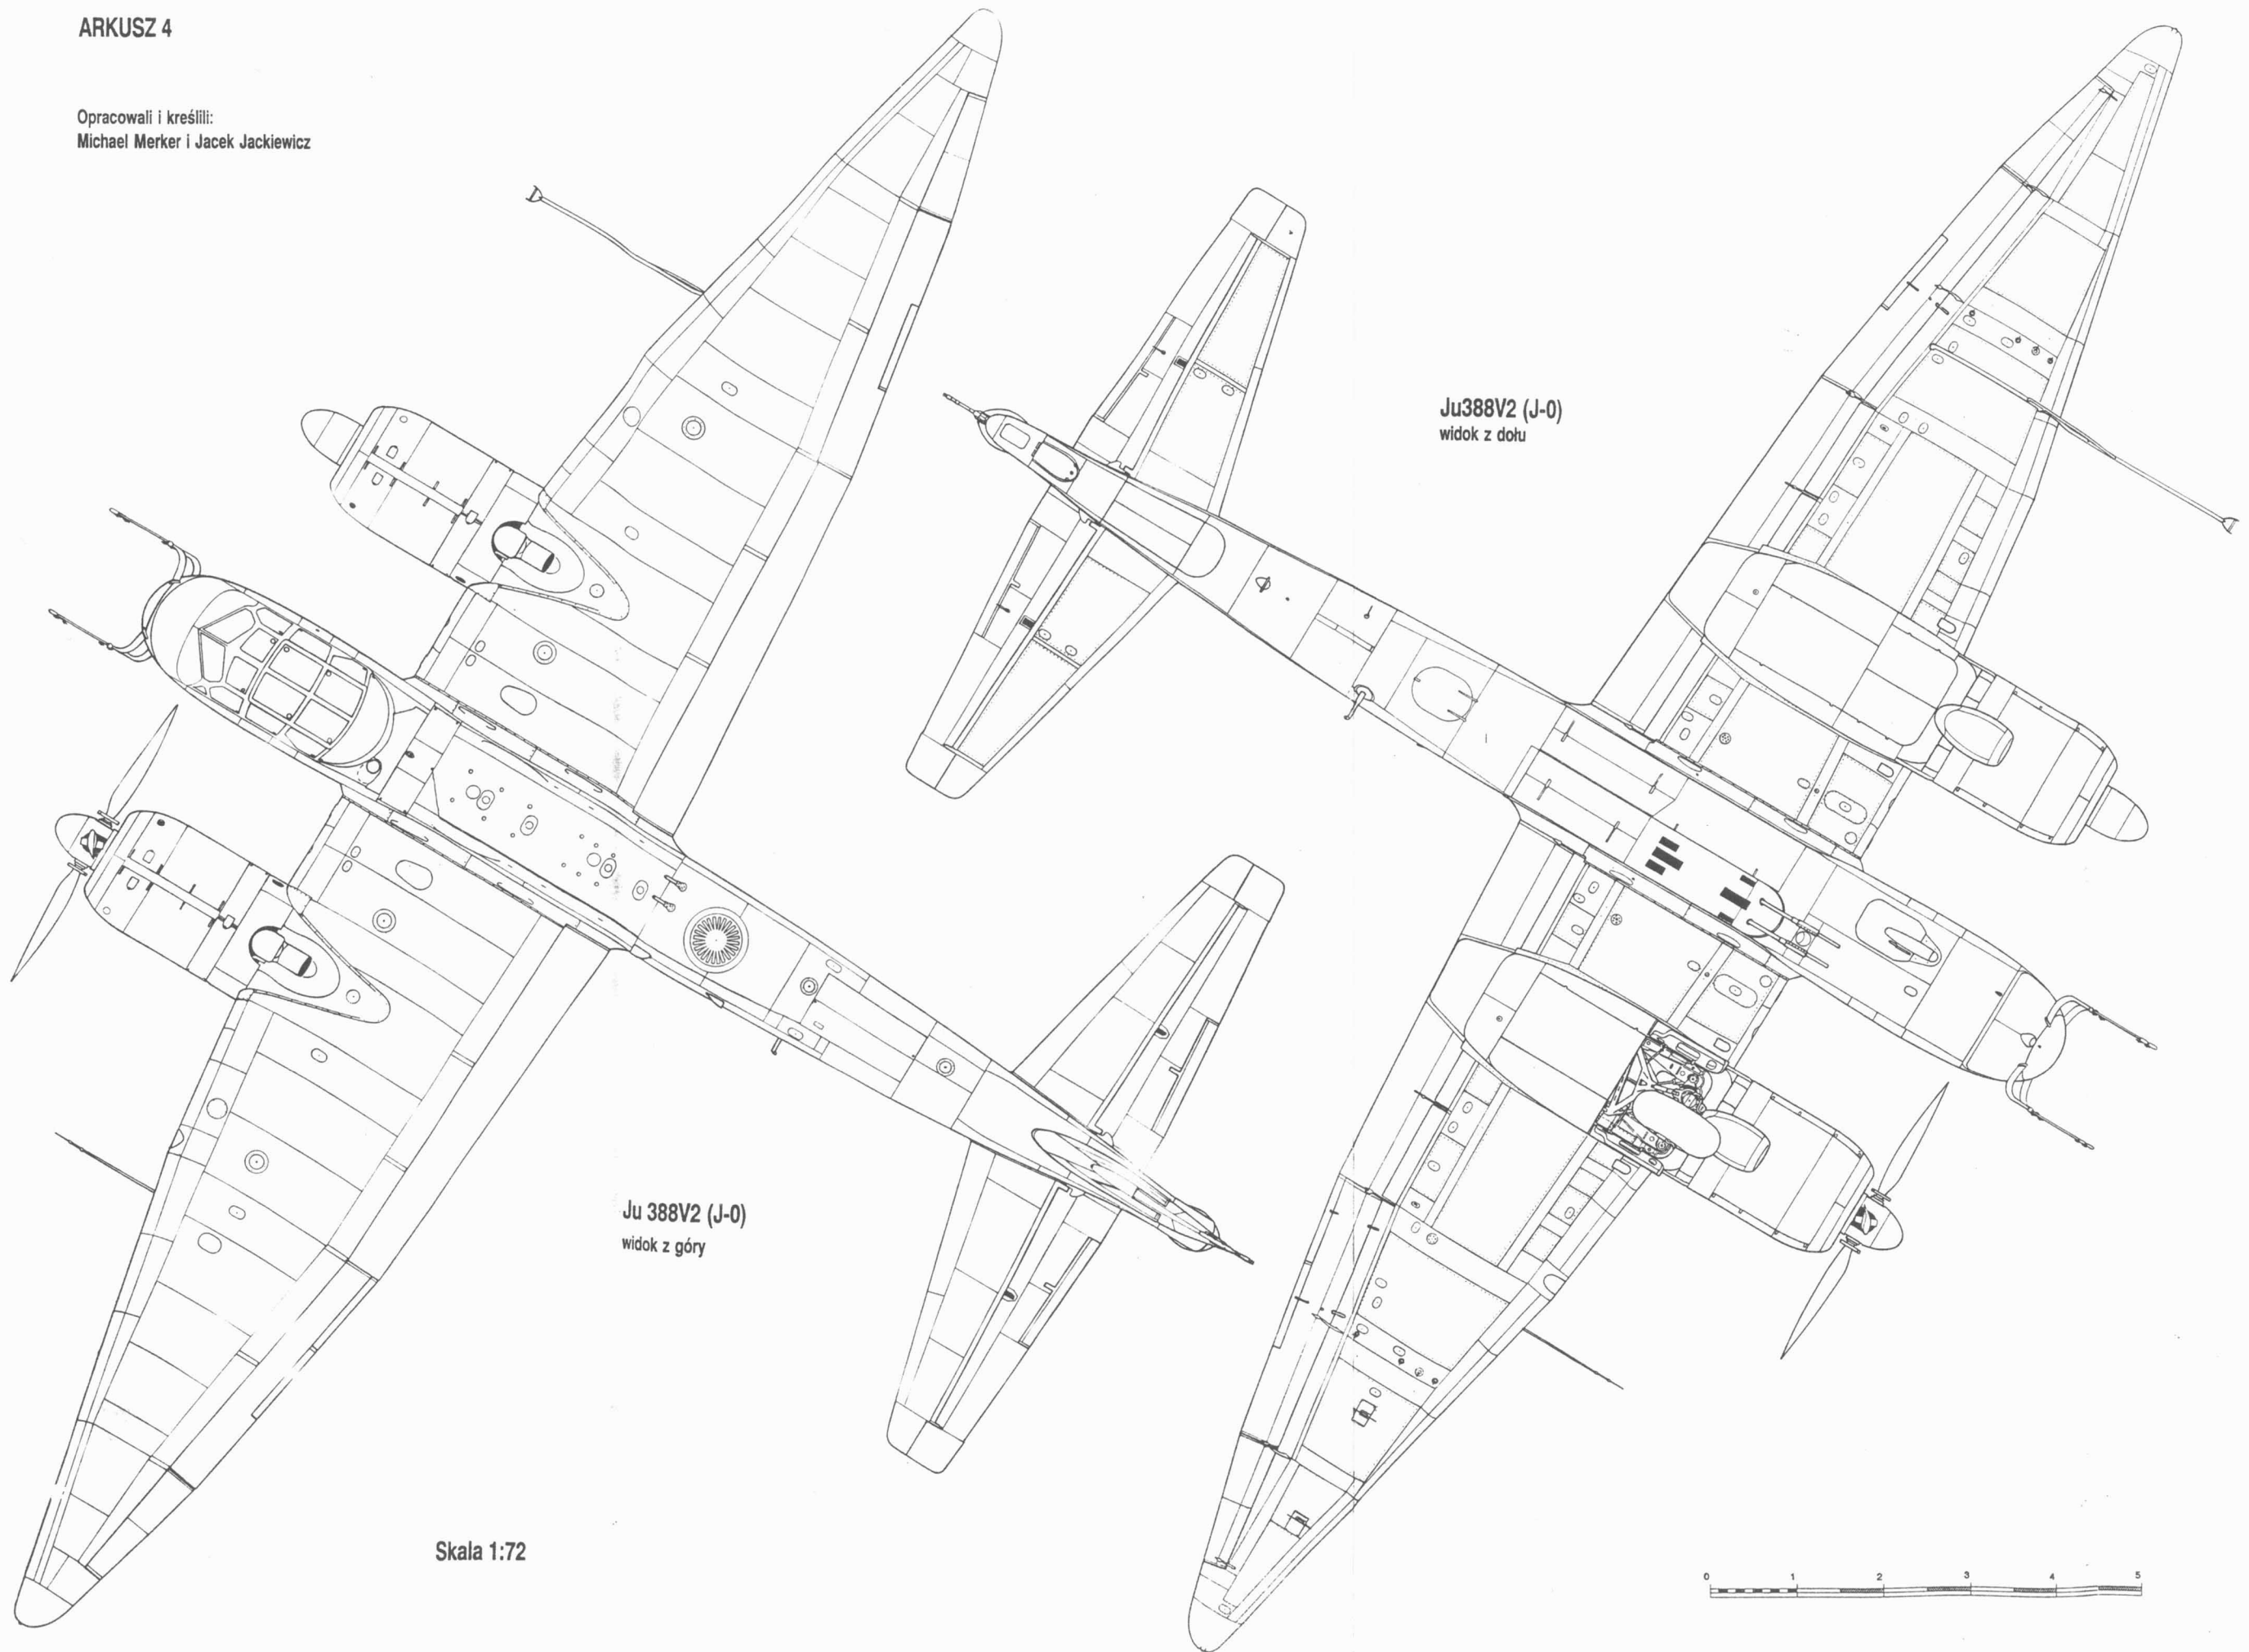 ARKUSZ 4
Opracowali i kreślili:
Michael Merker i Jacek Jackiewicz
Ju388V2 (J-0)
widok z dołu
Ju 388V2 (J-0)
widok z góry
Skala 1:72
0 1 2 3 4 5